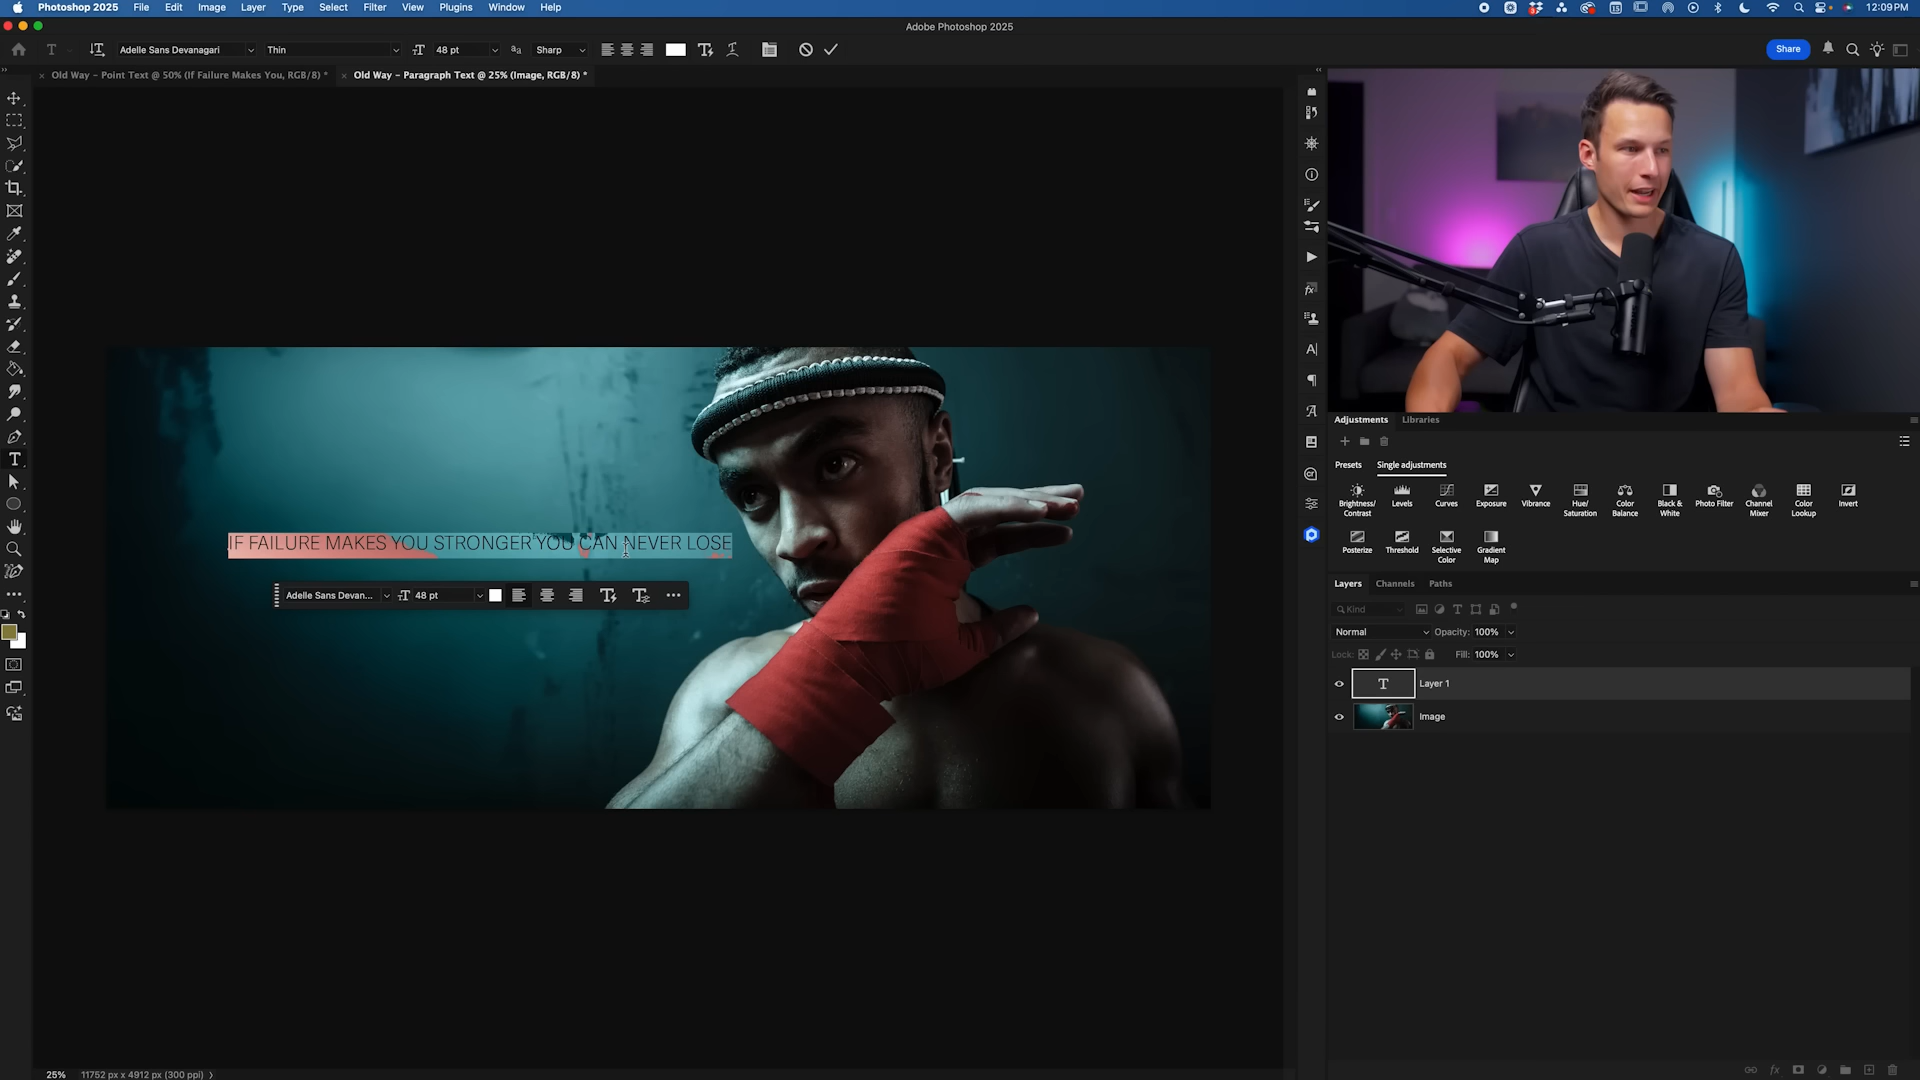 Photoshop 2025 File Edit Image Layer Type Select Filter View Plugins Window Help 12:09 PM
Adobe Photoshop 2025
Adelle Sans Devanagari Thin 48 pt Sharp Share
Old Way – Point Text @ 50% (If Failure Makes You, RGB/8) * Old Way – Paragraph Text @ 25% (Image, RGB/8) *
IF FAILURE MAKES YOU STRONGER YOU CAN NEVER LOSE
Adelle Sans Devan... 48 pt
Adjustments Libraries
Presets Single adjustments
Brightness/ Contrast Levels Curves Exposure Vibrance Hue/ Saturation Color Balance Black & White Photo Filter Channel Mixer Color Lookup Invert
Posterize Threshold Selective Color Gradient Map
Layers Channels Paths
Kind
Normal Opacity: 100%
Lock: Fill: 100%
Layer 1
Image
25% 11752 px x 4912 px (300 ppi)